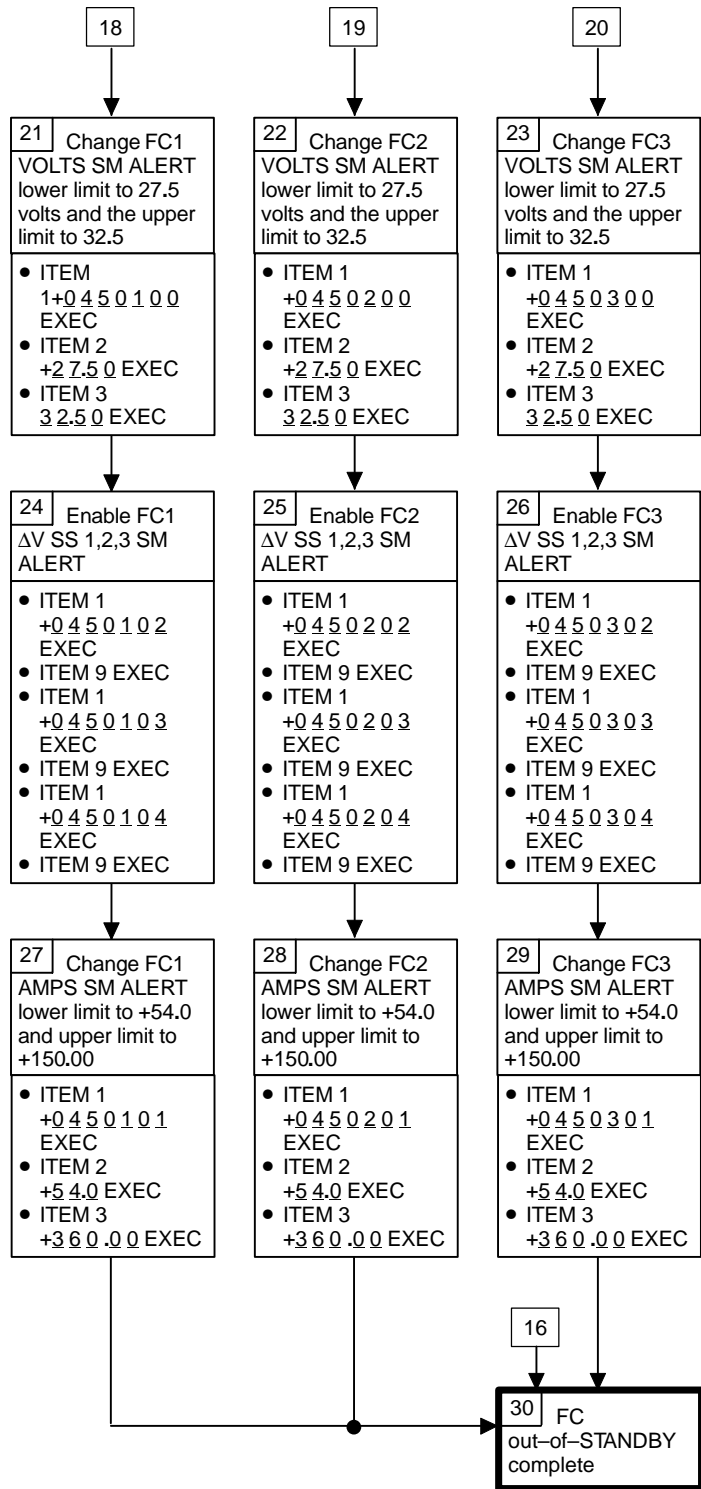 18
19
20
21 Change FC1
VOLTS SM ALERT
lower limit to 27.5
volts and the upper
limit to 32.5
• ITEM
1+0 4 5 0 1 0 0
EXEC
• ITEM 2
+2 7.5 0 EXEC
• ITEM 3
3 2.5 0 EXEC
22 Change FC2
VOLTS SM ALERT
lower limit to 27.5
volts and the upper
limit to 32.5
• ITEM 1
+0 4 5 0 2 0 0
EXEC
• ITEM 2
+2 7.5 0 EXEC
• ITEM 3
3 2.5 0 EXEC
23 Change FC3
VOLTS SM ALERT
lower limit to 27.5
volts and the upper
limit to 32.5
• ITEM 1
+0 4 5 0 3 0 0
EXEC
• ITEM 2
+2 7.5 0 EXEC
• ITEM 3
3 2.5 0 EXEC
24 Enable FC1
ΔV SS 1,2,3 SM
ALERT
• ITEM 1
+0 4 5 0 1 0 2
EXEC
• ITEM 9 EXEC
• ITEM 1
+0 4 5 0 1 0 3
EXEC
• ITEM 9 EXEC
• ITEM 1
+0 4 5 0 1 0 4
EXEC
• ITEM 9 EXEC
25 Enable FC2
ΔV SS 1,2,3 SM
ALERT
• ITEM 1
+0 4 5 0 2 0 2
EXEC
• ITEM 9 EXEC
• ITEM 1
+0 4 5 0 2 0 3
EXEC
• ITEM 9 EXEC
• ITEM 1
+0 4 5 0 2 0 4
EXEC
• ITEM 9 EXEC
26 Enable FC3
ΔV SS 1,2,3 SM
ALERT
• ITEM 1
+0 4 5 0 3 0 2
EXEC
• ITEM 9 EXEC
• ITEM 1
+0 4 5 0 3 0 3
EXEC
• ITEM 9 EXEC
• ITEM 1
+0 4 5 0 3 0 4
EXEC
• ITEM 9 EXEC
27 Change FC1
AMPS SM ALERT
lower limit to +54.0
and upper limit to
+150.00
• ITEM 1
+0 4 5 0 1 0 1
EXEC
• ITEM 2
+5 4.0 EXEC
• ITEM 3
+3 6 0 .0 0 EXEC
28 Change FC2
AMPS SM ALERT
lower limit to +54.0
and upper limit to
+150.00
• ITEM 1
+0 4 5 0 2 0 1
EXEC
• ITEM 2
+5 4.0 EXEC
• ITEM 3
+3 6 0 .0 0 EXEC
29 Change FC3
AMPS SM ALERT
lower limit to +54.0
and upper limit to
+150.00
• ITEM 1
+0 4 5 0 3 0 1
EXEC
• ITEM 2
+5 4.0 EXEC
• ITEM 3
+3 6 0 .0 0 EXEC
16
30 FC
out–of–STANDBY
complete